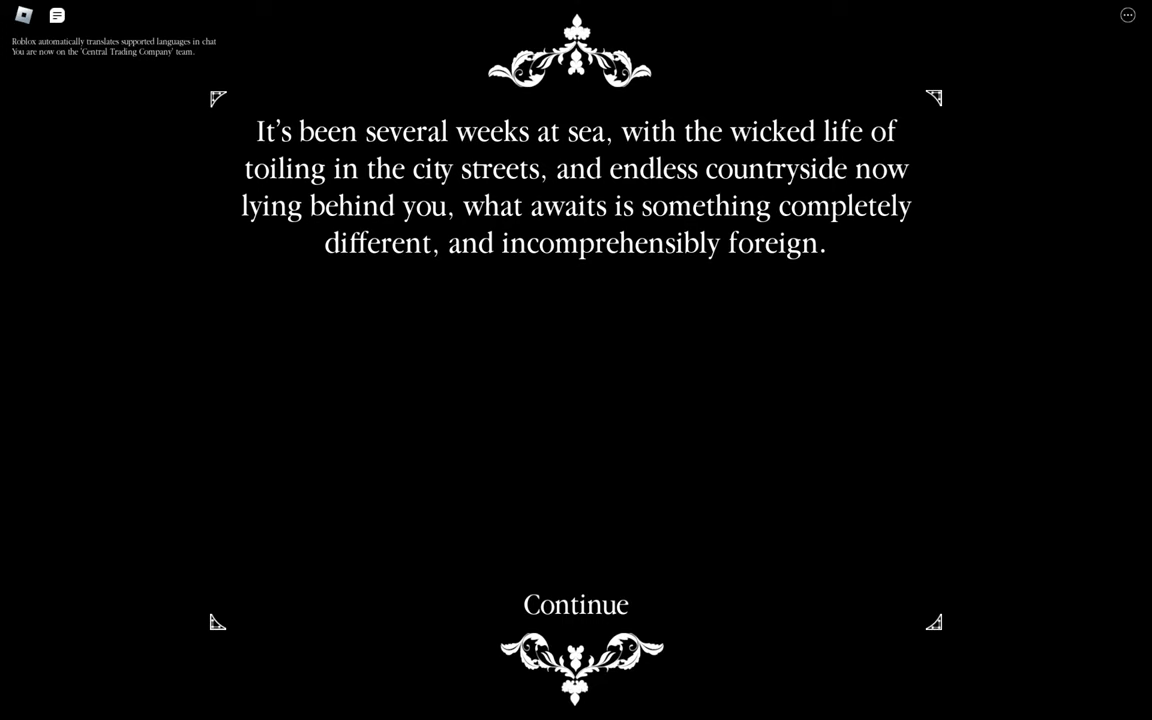 Roblox automatically translates supported languages in chat
You are now on the 'Central Trading Company' team.
It's been several weeks at sea, with the wicked life of
toiling in the city streets, and endless countryside now
lying behind you, what awaits is something completely
different, and incomprehensibly foreign.
Continue